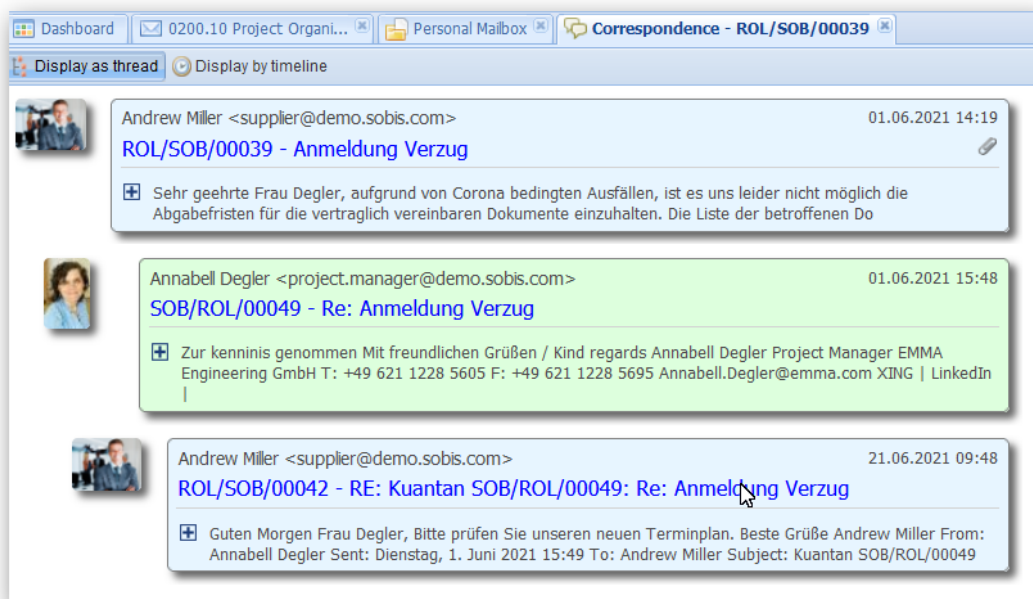 Dashboard
0200.10 Project Organi...
Personal Mailbox
Correspondence - ROL/SOB/00039
Display as thread
Display by timeline
Andrew Miller <supplier@demo.sobis.com>
01.06.2021 14:19
ROL/SOB/00039 - Anmeldung Verzug
Sehr geehrte Frau Degler, aufgrund von Corona bedingten Ausfällen, ist es uns leider nicht möglich die
Abgabefristen für die vertraglich vereinbaren Dokumente einzuhalten. Die Liste der betroffenen Do
Annabell Degler <project.manager@demo.sobis.com>
01.06.2021 15:48
SOB/ROL/00049 - Re: Anmeldung Verzug
Zur kenninis genommen Mit freundlichen Grüßen / Kind regards Annabell Degler Project Manager EMMA
Engineering GmbH T: +49 621 1228 5605 F: +49 621 1228 5695 Annabell.Degler@emma.com XING | LinkedIn
|
Andrew Miller <supplier@demo.sobis.com>
21.06.2021 09:48
ROL/SOB/00042 - RE: Kuantan SOB/ROL/00049: Re: Anmeldung Verzug
Guten Morgen Frau Degler, Bitte prüfen Sie unseren neuen Terminplan. Beste Grüße Andrew Miller From:
Annabell Degler Sent: Dienstag, 1. Juni 2021 15:49 To: Andrew Miller Subject: Kuantan SOB/ROL/00049